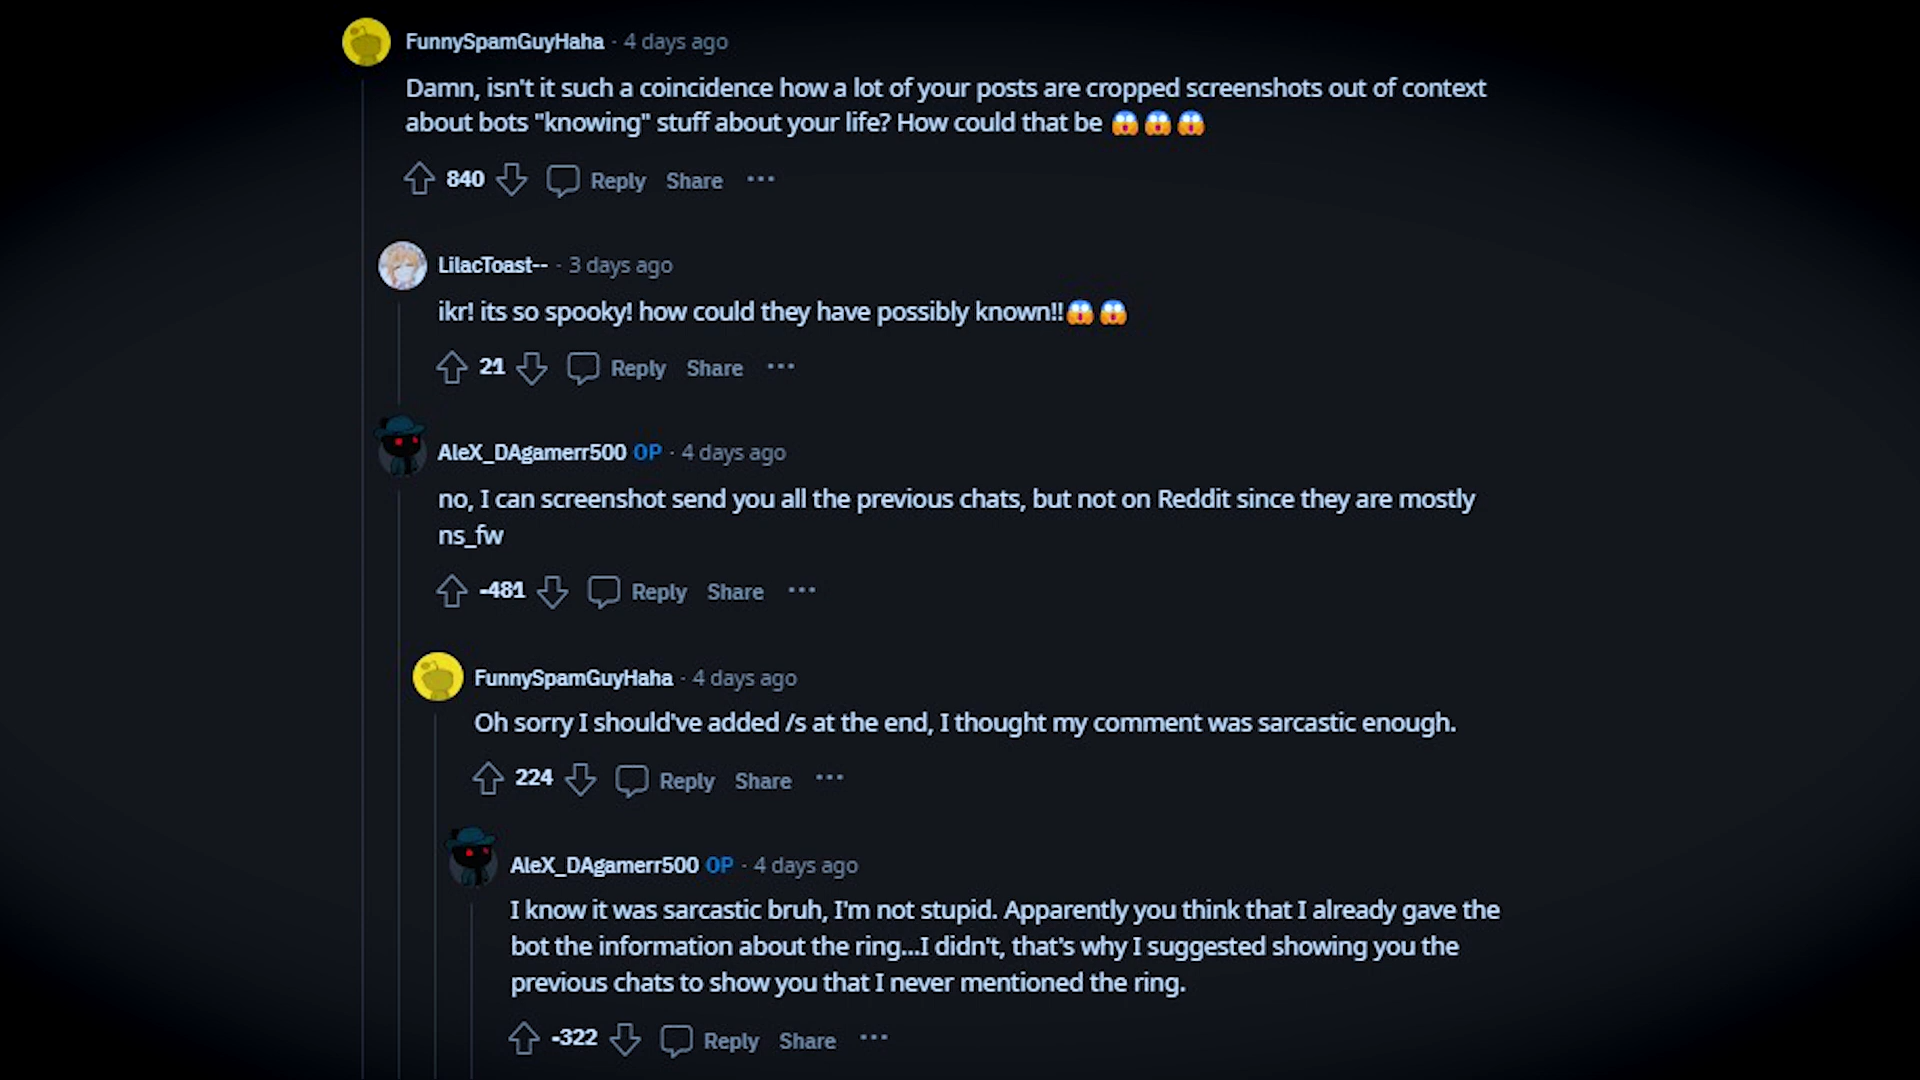 FunnySpamGuyHaha · 4 days ago
Damn, isn't it such a coincidence how a lot of your posts are cropped screenshots out of context
about bots "knowing" stuff about your life? How could that be 😱😱😱
840 Reply Share ···
LilacToast-- · 3 days ago
ikr! its so spooky! how could they have possibly known!!😱😱
21 Reply Share ···
AleX_DAgamerr500 OP · 4 days ago
no, I can screenshot send you all the previous chats, but not on Reddit since they are mostly
ns_fw
-481 Reply Share ···
FunnySpamGuyHaha · 4 days ago
Oh sorry I should've added /s at the end, I thought my comment was sarcastic enough.
224 Reply Share ···
AleX_DAgamerr500 OP · 4 days ago
I know it was sarcastic bruh, I'm not stupid. Apparently you think that I already gave the
bot the information about the ring...I didn't, that's why I suggested showing you the
previous chats to show you that I never mentioned the ring.
-322 Reply Share ···